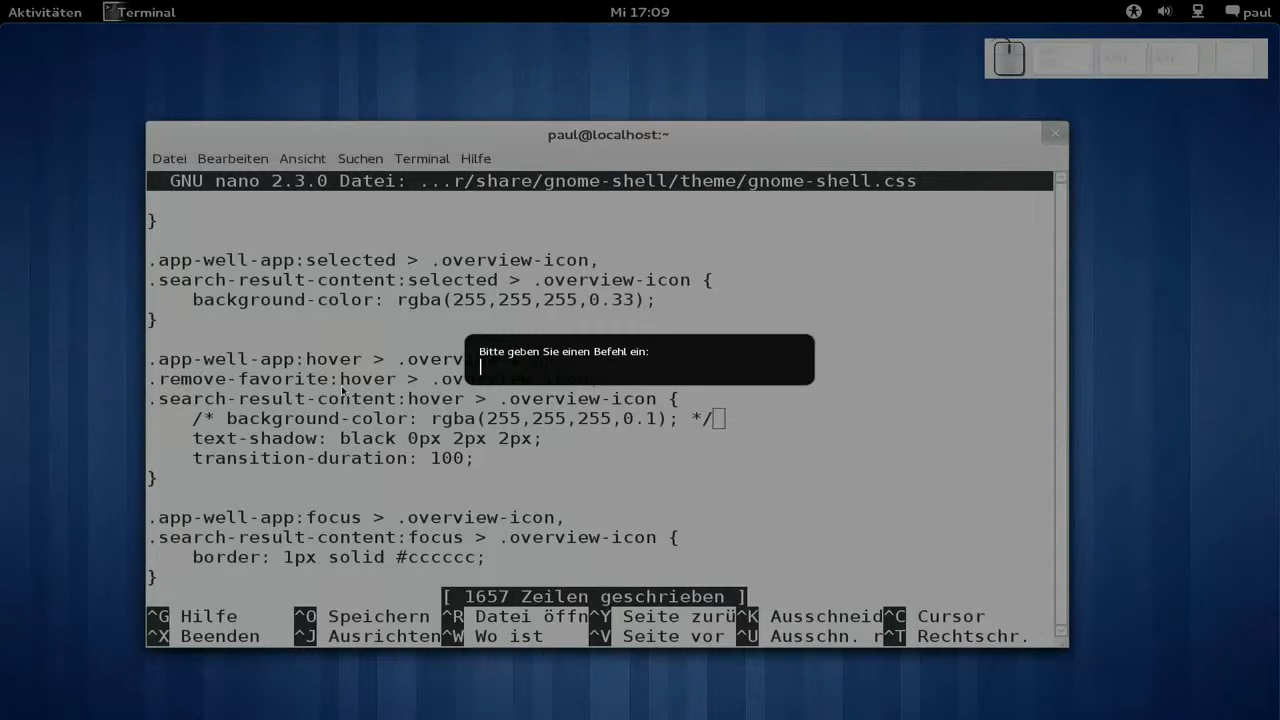 Aktivitäten Terminal Mi 17:09 paul
paul@localhost:~
Datei Bearbeiten Ansicht Suchen Terminal Hilfe
GNU nano 2.3.0 Datei: ...r/share/gnome-shell/theme/gnome-shell.css
}
.app-well-app:selected > .overview-icon,
.search-result-content:selected > .overview-icon {
background-color: rgba(255,255,255,0.33);
}
Bitte geben Sie einen Befehl ein:
.app-well-app:hover > .overv
.remove-favorite:hover > .overview-icon,
.search-result-content:hover > .overview-icon {
/* background-color: rgba(255,255,255,0.1); */
text-shadow: black 0px 2px 2px;
transition-duration: 100;
}
.app-well-app:focus > .overview-icon,
.search-result-content:focus > .overview-icon {
border: 1px solid #cccccc;
}
[ 1657 Zeilen geschrieben ]
^G Hilfe ^O Speichern ^R Datei öffn^Y Seite zurü^K Ausschneid^C Cursor
^X Beenden ^J Ausrichten^W Wo ist ^V Seite vor ^U Ausschn. r^T Rechtschr.